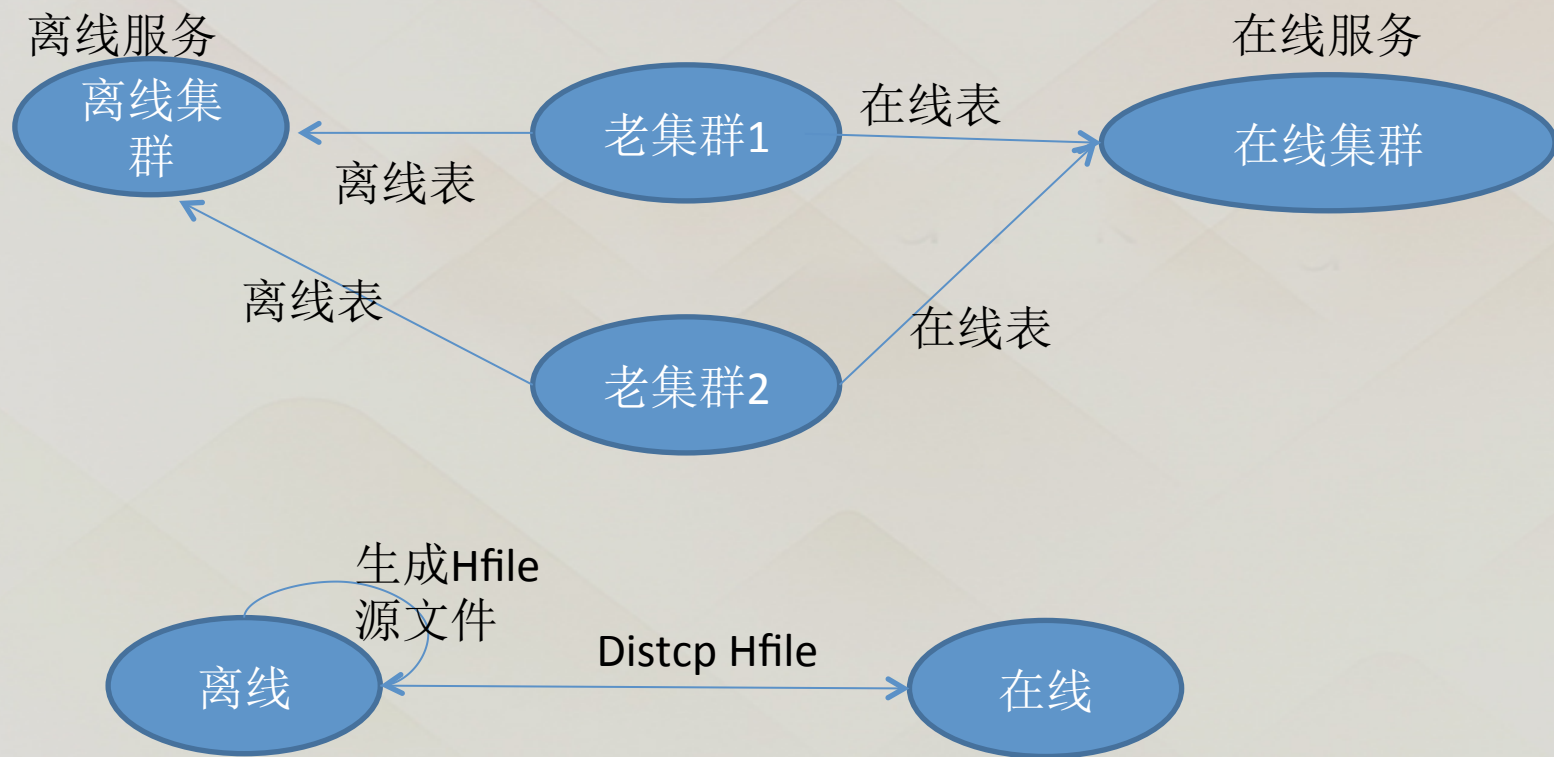 离线服务
在线服务
离线集
群
老集群1
在线表
在线集群
离线表
离线表
老集群2
在线表
生成Hfile
源文件
离线
Distcp Hfile
在线